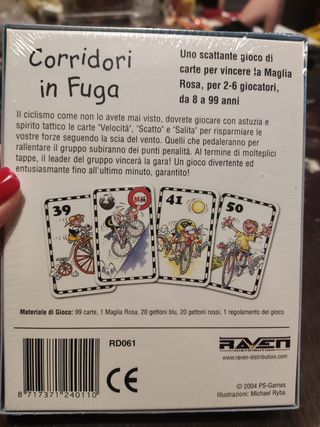 Corridori
in Fuga
Uno scattante gioco di
carte per vincere la Maglia
Rosa, per 2-6 giocatori,
da 8 a 99 anni
Il ciclismo come non lo avete mai visto, dovrete giocare con astuzia e
spirito tattico le carte "Velocità", 'Scatto" e "Salita" per risparmiare le
vostre forze seguendo la scia del vento. Quelli che pedaleranno per
rallentare il gruppo subiranno dei punti penalità. Al termine di molteplici
tappe, il leader del gruppo vincerà la gara! Un gioco divertente ed
entusiasmante fino all'ultimo minuto, garantito!
39
41
50
Materiale di Gioco: 99 carte, 1 Maglia Rosa, 20 gettoni blu, 20 gettoni rossi, 1 regolamento del gioco
RD061
RAVEN
DISTRIBUTION
www.raven-distribution.com
CE
8 717371 240110
© 2004 PS-Games
Illustrazioni: Michael Ryba